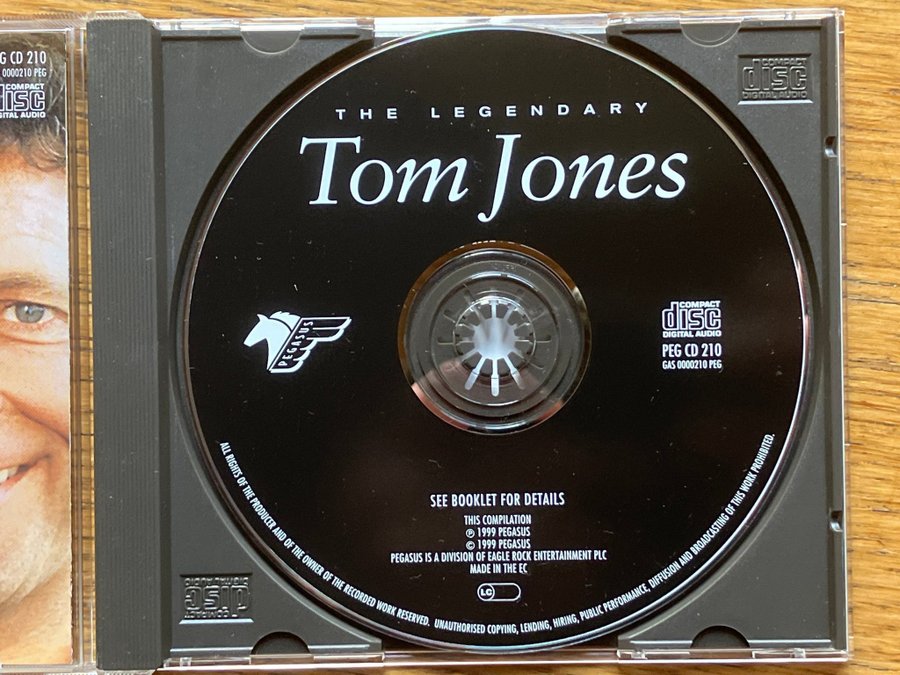 G CD 210
0000210 PEG
COMPACT
disc
DIGITAL AUDIO
COMPACT
disc
DIGITAL AUDIO
THE LEGENDARY
Tom Jones
PEGASUS
COMPACT
disc
DIGITAL AUDIO
PEG CD 210
GAS 0000210 PEG
SEE BOOKLET FOR DETAILS
THIS COMPILATION
℗ 1999 PEGASUS
© 1999 PEGASUS
PEGASUS IS A DIVISION OF EAGLE ROCK ENTERTAINMENT PLC
MADE IN THE EC
LC
ALL RIGHTS OF THE PRODUCER AND OF THE OWNER OF THE RECORDED WORK RESERVED. UNAUTHORISED COPYING, LENDING, HIRING, PUBLIC PERFORMANCE, DIFFUSION AND BROADCASTING OF THIS WORK PROHIBITED.
COMPACT
disc
DIGITAL AUDIO